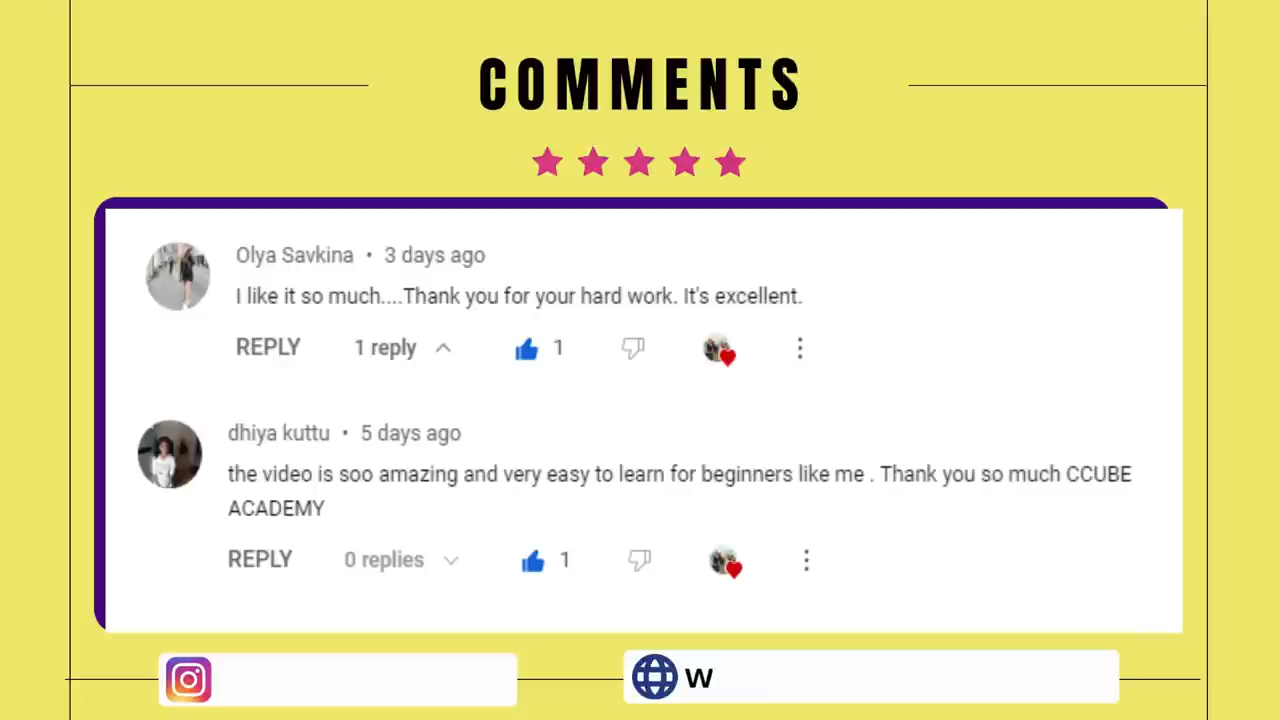 COMMENTS
Olya Savkina • 3 days ago
I like it so much....Thank you for your hard work. It's excellent.
REPLY 1 reply 1
dhiya kuttu • 5 days ago
the video is soo amazing and very easy to learn for beginners like me . Thank you so much CCUBE
ACADEMY
REPLY 0 replies 1
W